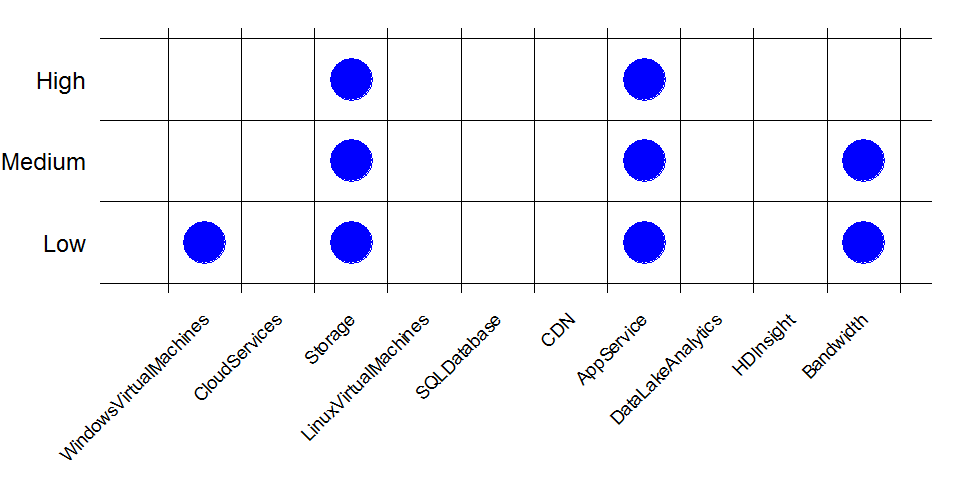 High
Medium
Low
WindowsVirtualMachines
CloudServices
Storage
LinuxVirtualMachines
SQLDatabase
CDN
AppService
DataLakeAnalytics
HDInsight
Bandwidth